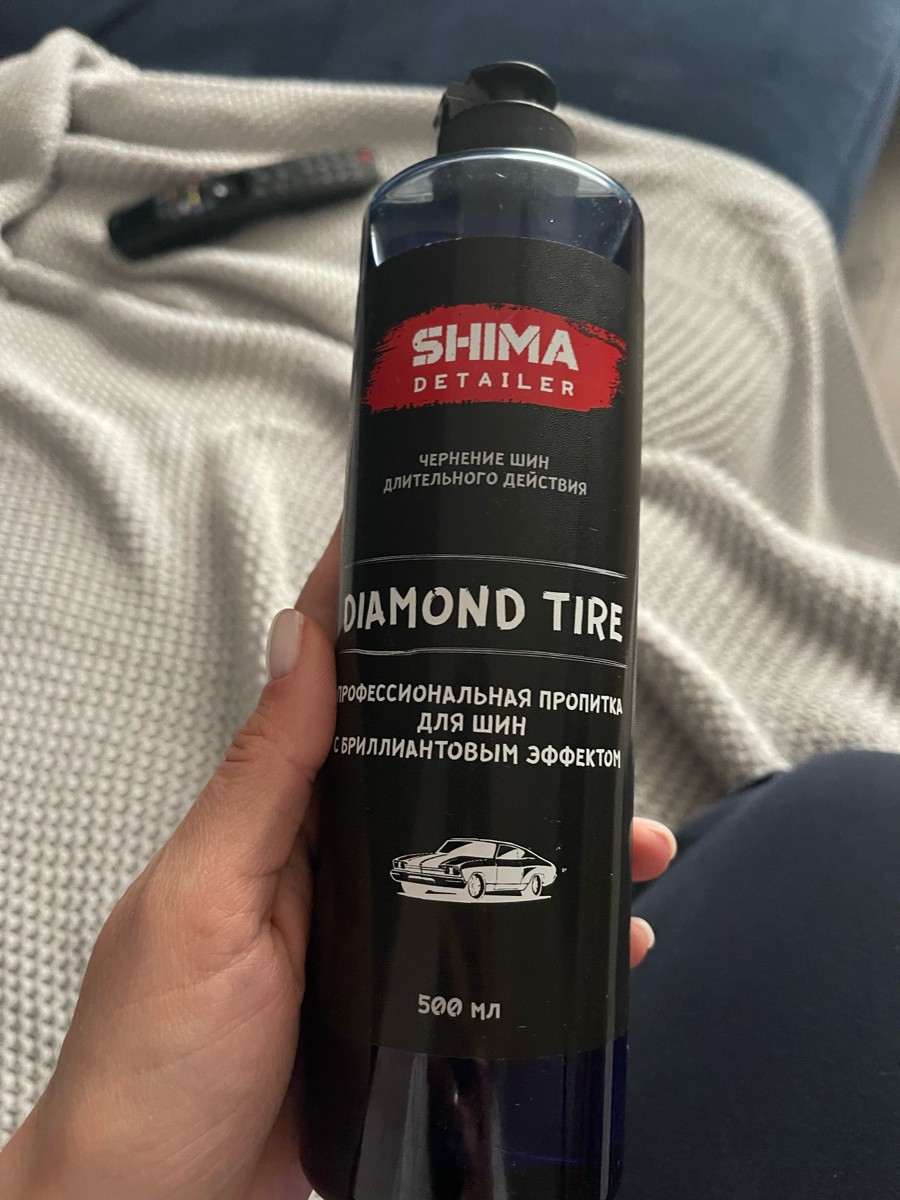 SHIMA
DETAILER
ЧЕРНЕНИЕ ШИН
ДЛИТЕЛЬНОГО ДЕЙСТВИЯ
DIAMOND TIRE
ПРОФЕССИОНАЛЬНАЯ ПРОПИТКА
ДЛЯ ШИН
С БРИЛЛИАНТОВЫМ ЭФФЕКТОМ
500 МЛ